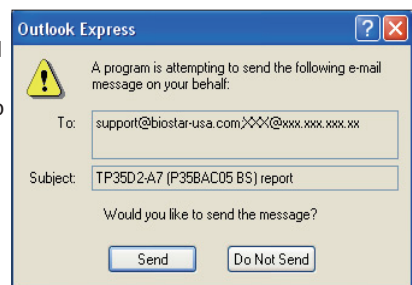 Outlook Express
A program is attempting to send the following e-mail
message on your behalf:
To: support@biostar-usa.com;XXX@xxx.xxx.xxx.xx
Subject: TP35D2-A7 (P35BAC05 BS) report
Would you like to send the message?
Send Do Not Send